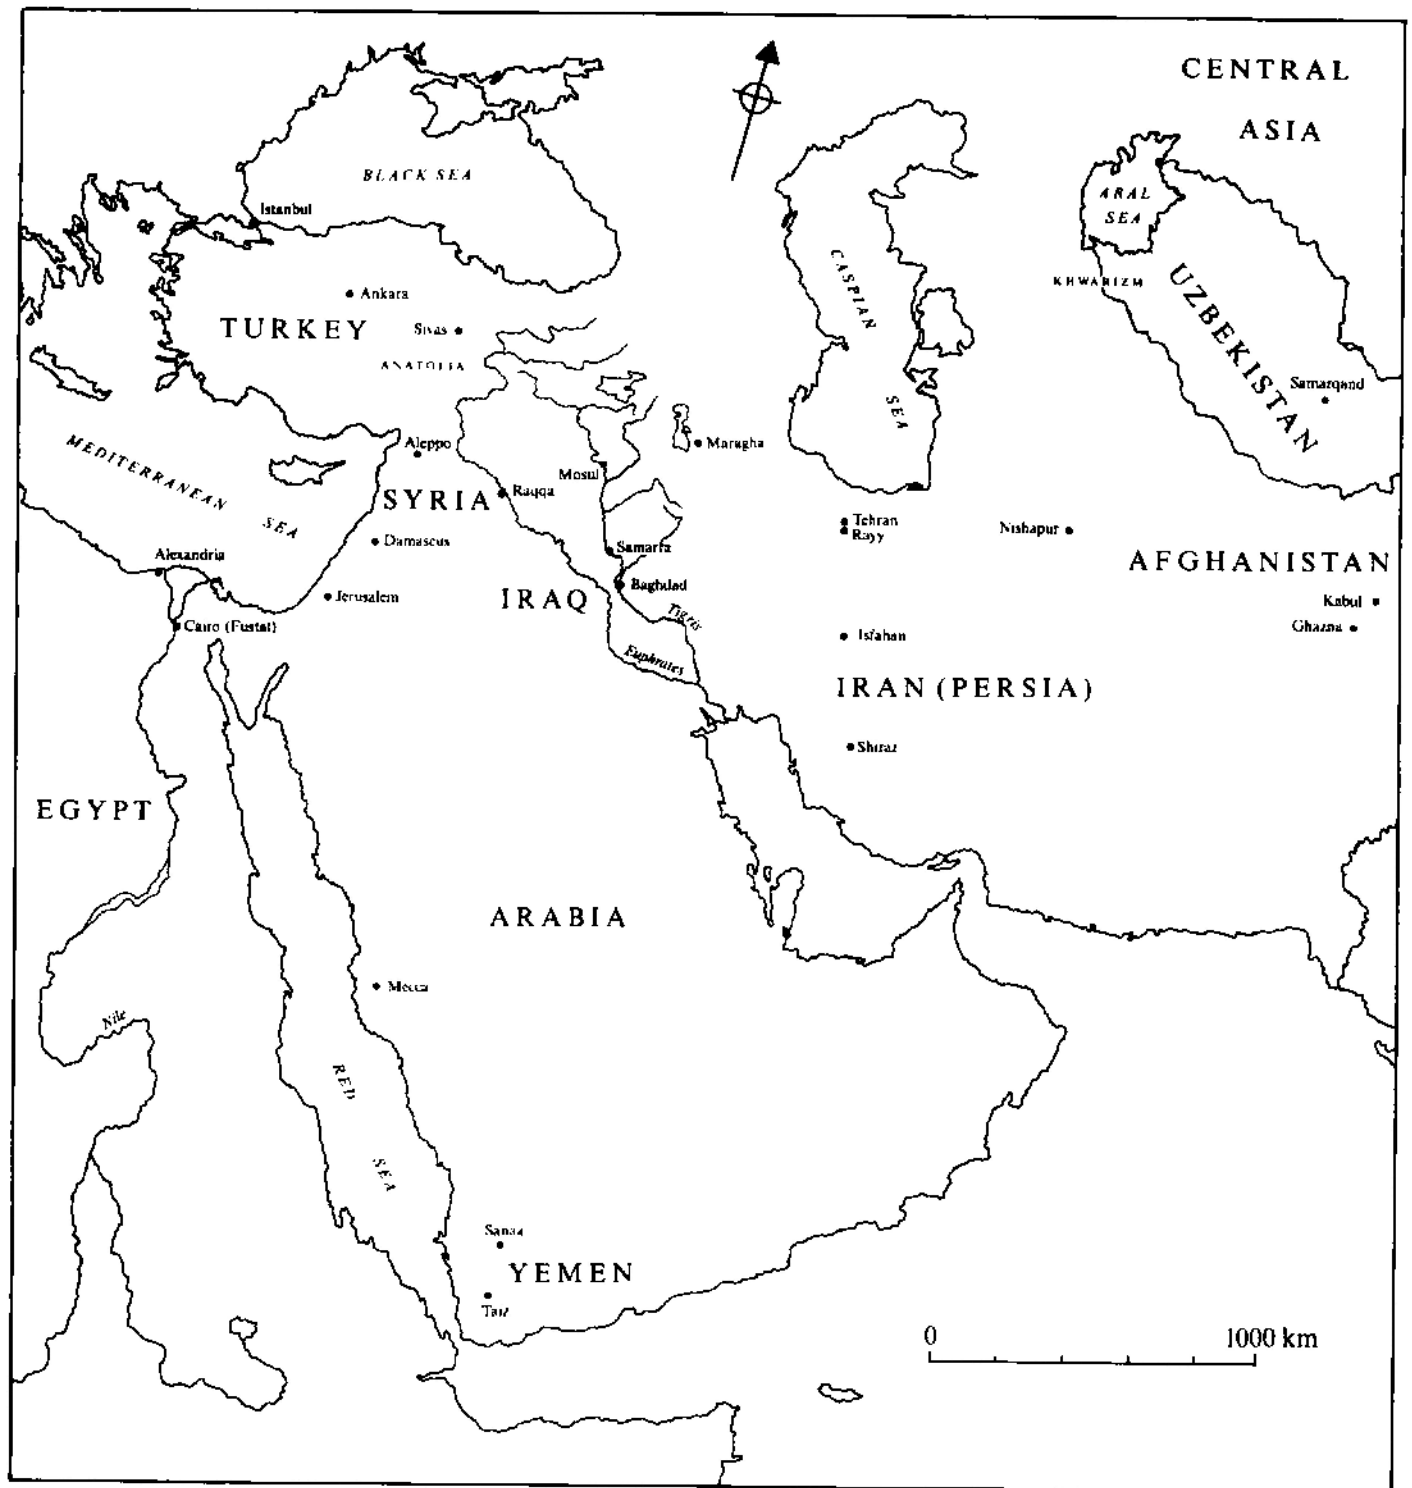 CENTRAL
ASIA
BLACK SEA
ARAL
SEA
Istanbul
CASPIAN
SEA
KHWARIZM
UZBEKISTAN
Ankara
TURKEY
Sivas
ANATOLIA
Samarqand
MEDITERRANEAN
SEA
Aleppo
Maragha
Mosul
SYRIA
Raqqa
Tehran
Rayy
Nishapur
Damascus
Samarra
Alexandria
AFGHANISTAN
Baghdad
Jerusalem
IRAQ
Tigris
Kabul
Ghazna
Cairo (Fustat)
Isfahan
Euphrates
IRAN (PERSIA)
Shiraz
EGYPT
ARABIA
Mecca
Nile
RED
SEA
Sanaa
YEMEN
Taiz
0 1000 km